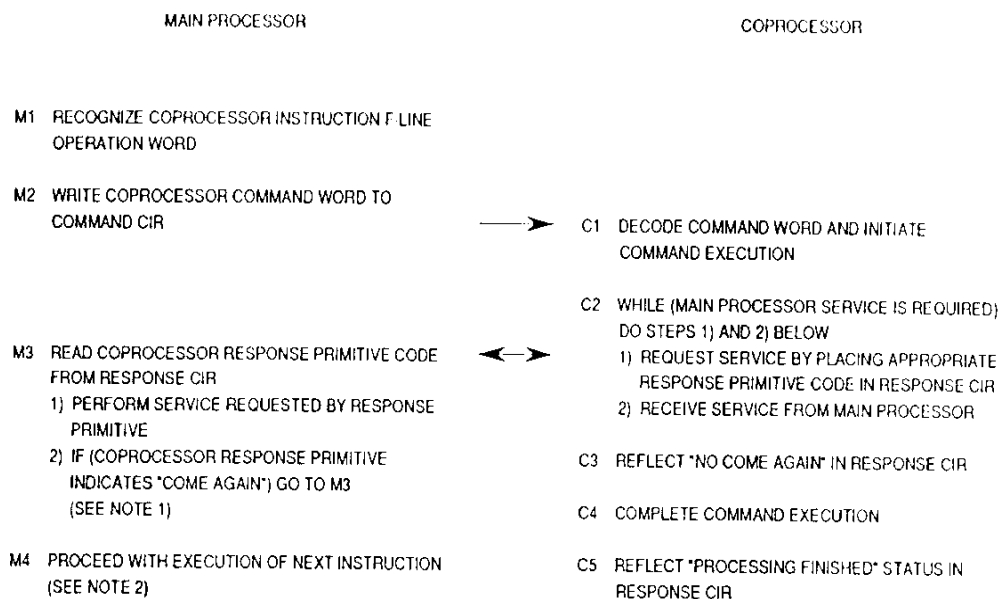 MAIN PROCESSOR
COPROCESSOR
M1 RECOGNIZE COPROCESSOR INSTRUCTION F-LINE
OPERATION WORD
M2 WRITE COPROCESSOR COMMAND WORD TO
COMMAND CIR
C1 DECODE COMMAND WORD AND INITIATE
COMMAND EXECUTION
C2 WHILE (MAIN PROCESSOR SERVICE IS REQUIRED)
DO STEPS 1) AND 2) BELOW
1) REQUEST SERVICE BY PLACING APPROPRIATE
RESPONSE PRIMITIVE CODE IN RESPONSE CIR
2) RECEIVE SERVICE FROM MAIN PROCESSOR
M3 READ COPROCESSOR RESPONSE PRIMITIVE CODE
FROM RESPONSE CIR
1) PERFORM SERVICE REQUESTED BY RESPONSE
PRIMITIVE
2) IF (COPROCESSOR RESPONSE PRIMITIVE
INDICATES "COME AGAIN") GO TO M3
(SEE NOTE 1)
C3 REFLECT "NO COME AGAIN" IN RESPONSE CIR
C4 COMPLETE COMMAND EXECUTION
M4 PROCEED WITH EXECUTION OF NEXT INSTRUCTION
(SEE NOTE 2)
C5 REFLECT "PROCESSING FINISHED" STATUS IN
RESPONSE CIR